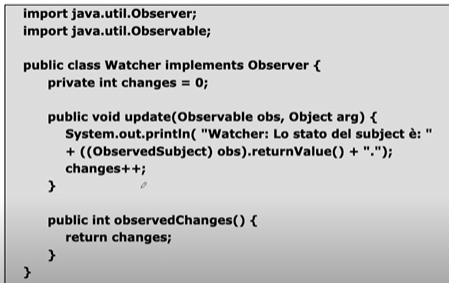 import java.util.Observer;
import java.util.Observable;
public class Watcher implements Observer {
private int changes = 0;
public void update(Observable obs, Object arg) {
System.out.println( "Watcher: Lo stato del subject è: "
+ ((ObservedSubject) obs).returnValue() + ".");
changes++;
}
public int observedChanges() {
return changes;
}
}